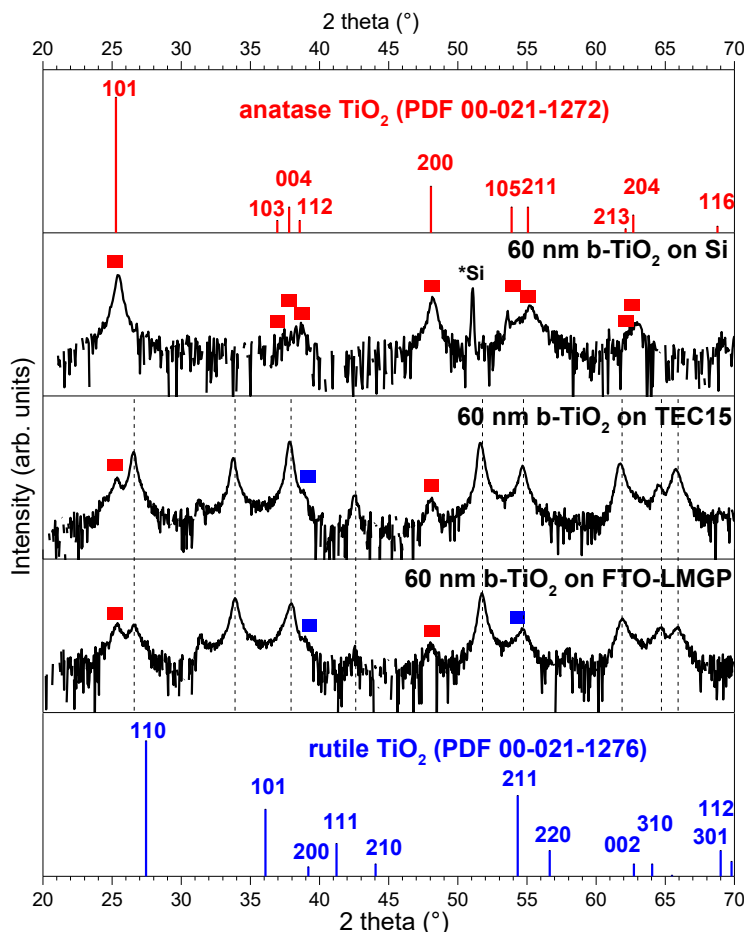 2 theta (°)
20 25 30 35 40 45 50 55 60 65 70
101
anatase TiO₂ (PDF 00-021-1272)
200
004
105 211 204
103 112
213 116
60 nm b-TiO₂ on Si
*Si
60 nm b-TiO₂ on TEC15
Intensity (arb. units)
60 nm b-TiO₂ on FTO-LMGP
110
rutile TiO₂ (PDF 00-021-1276)
211
101
112
111 310
301
200 210 220 002
20 25 30 35 40 45 50 55 60 65 70
2 theta (°)